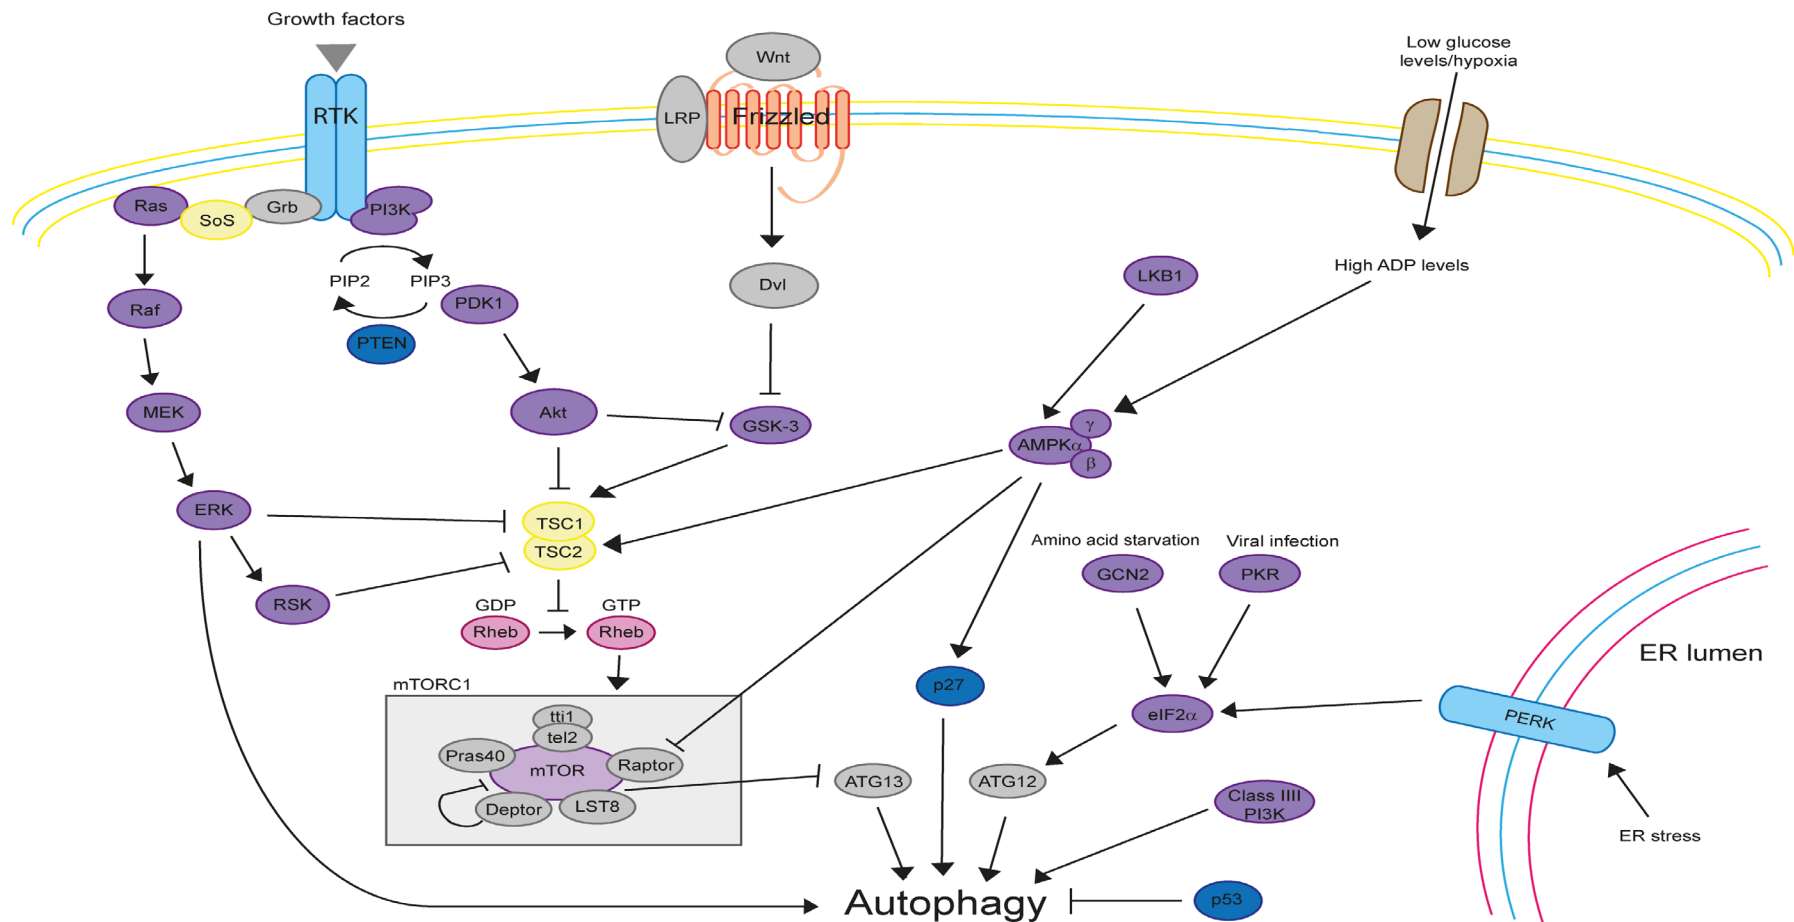 Growth factors
Wnt
Low glucose
levels/hypoxia
RTK
LRP
Frizzled
Ras
SoS
Grb
PI3K
PIP2
PIP3
PDK1
PTEN
Raf
Dvl
LKB1
High ADP levels
MEK
Akt
GSK-3
AMPKα
γ
β
ERK
TSC1
TSC2
RSK
GDP
GTP
Rheb
Rheb
Amino acid starvation
GCN2
Viral infection
PKR
ER lumen
mTORC1
tti1
tel2
Pras40
mTOR
Raptor
Deptor
LST8
p27
eIF2α
PERK
ATG13
ATG12
Class IIII
PI3K
ER stress
Autophagy
p53